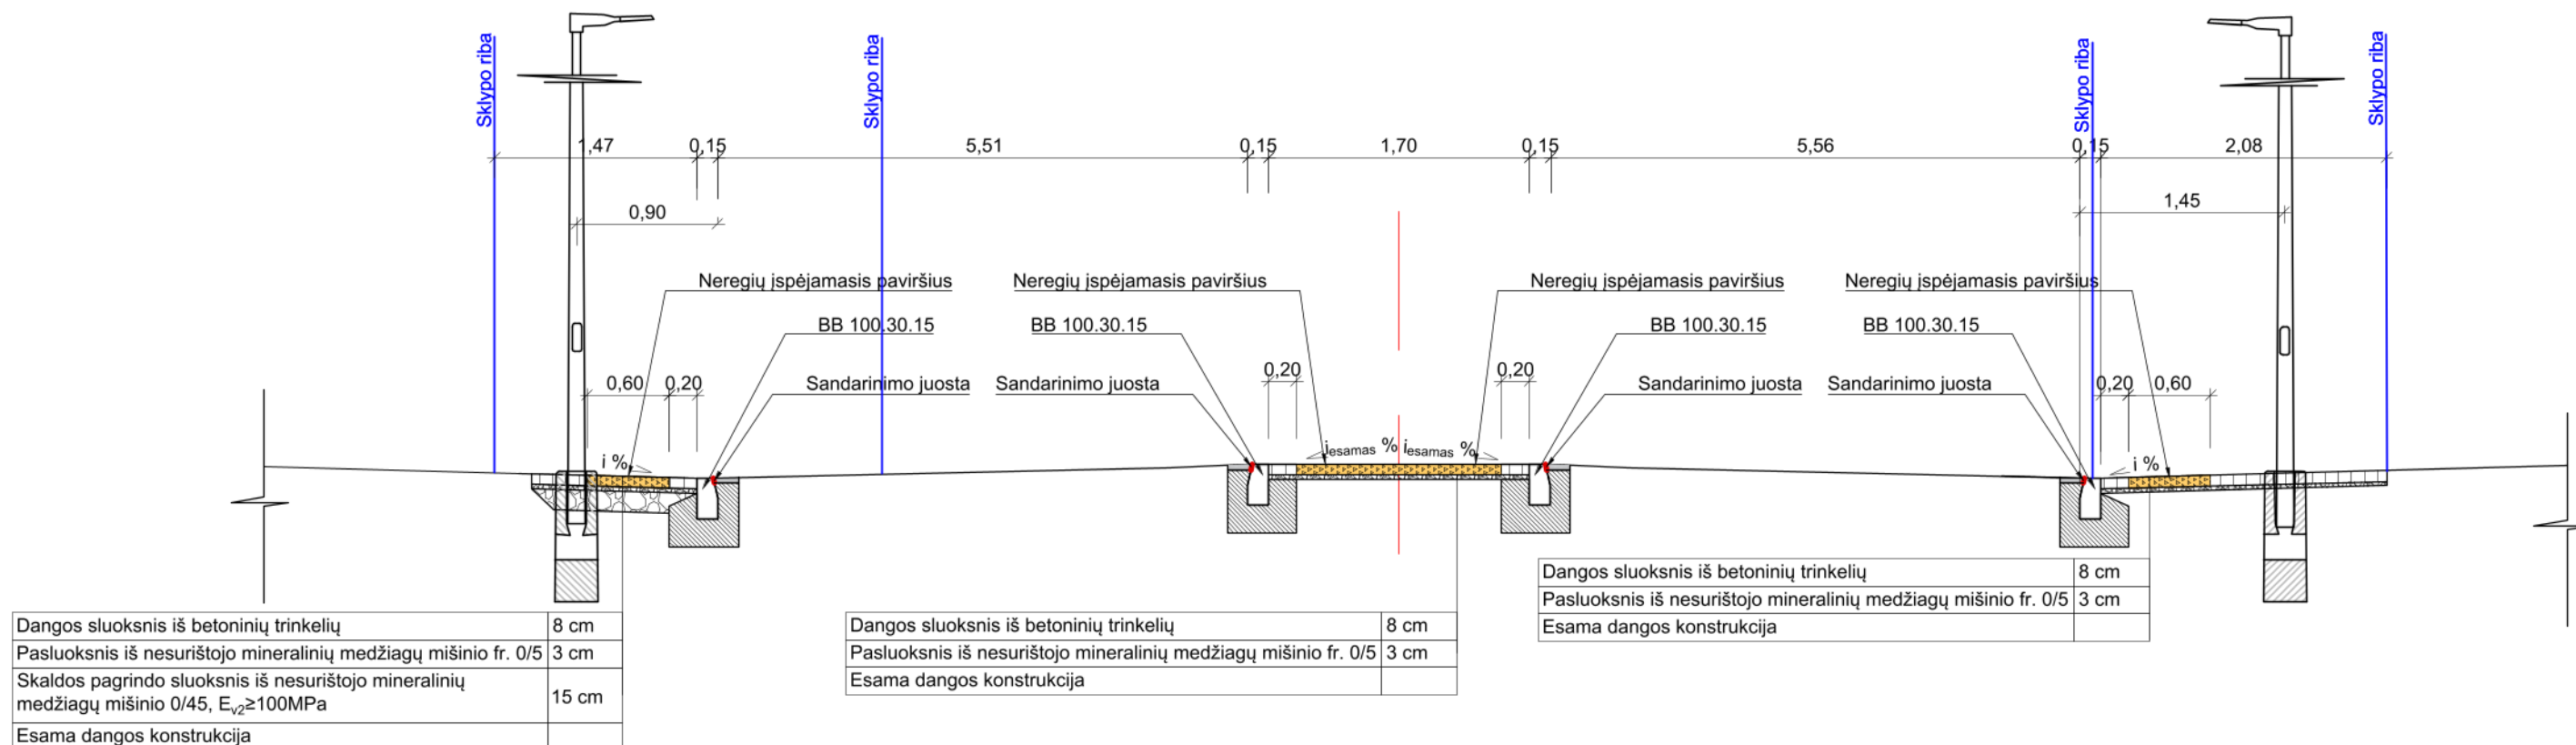 Sklypo riba
Sklypo riba
Sklypo riba
Sklypo riba
1,47
0,15
5,51
0,15
1,70
0,15
5,56
0,15
2,08
0,90
1,45
Neregių įspėjamasis paviršius
Neregių įspėjamasis paviršius
Neregių įspėjamasis paviršius
Neregių įspėjamasis paviršius
BB 100.30.15
BB 100.30.15
BB 100.30.15
BB 100.30.15
0,60
0,20
Sandarinimo juosta
Sandarinimo juosta
0,20
0,20
Sandarinimo juosta
Sandarinimo juosta
0,20
0,60
i %
iesamas %
iesamas %
i %
Dangos sluoksnis iš betoninių trinkelių 8 cm
Pasluoksnis iš nesurištojo mineralinių medžiagų mišinio fr. 0/5 3 cm
Skaldos pagrindo sluoksnis iš nesurištojo mineralinių
medžiagų mišinio 0/45, Ev2≥100MPa 15 cm
Esama dangos konstrukcija
Dangos sluoksnis iš betoninių trinkelių 8 cm
Pasluoksnis iš nesurištojo mineralinių medžiagų mišinio fr. 0/5 3 cm
Esama dangos konstrukcija
Dangos sluoksnis iš betoninių trinkelių 8 cm
Pasluoksnis iš nesurištojo mineralinių medžiagų mišinio fr. 0/5 3 cm
Esama dangos konstrukcija